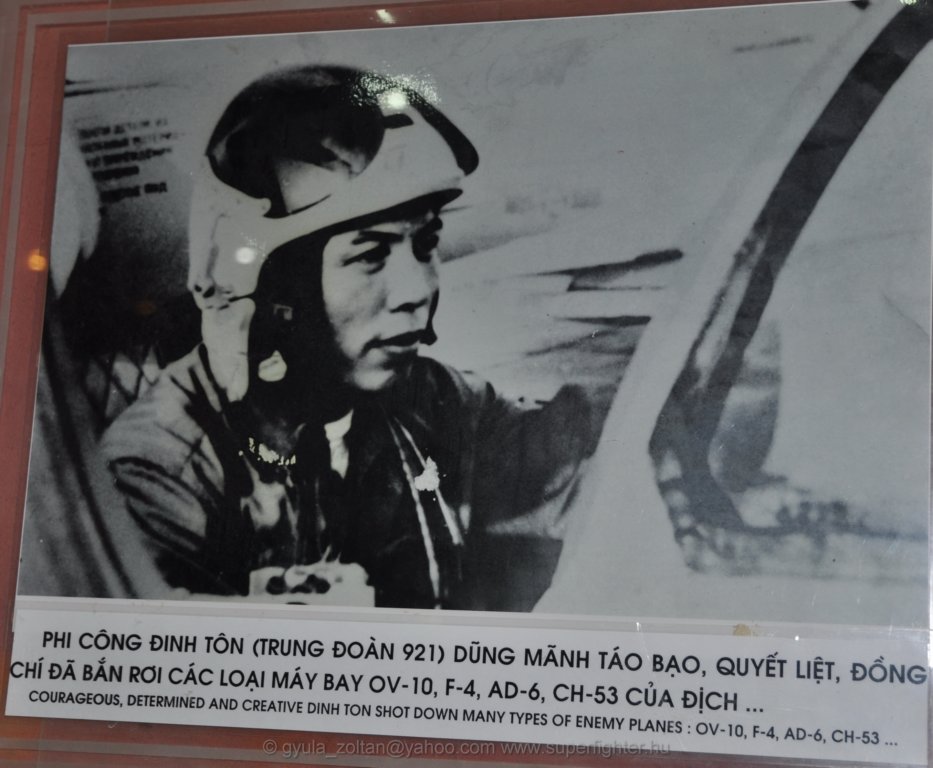 PHI CÔNG ĐINH TÔN (TRUNG ĐOÀN 921) DŨNG MÃNH TÁO BẠO, QUYẾT LIỆT, ĐỒNG
CHÍ ĐÃ BẮN RƠI CÁC LOẠI MÁY BAY OV-10, F-4, AD-6, CH-53 CỦA ĐỊCH ...
COURAGEOUS, DETERMINED AND CREATIVE DINH TON SHOT DOWN MANY TYPES OF ENEMY PLANES : OV-10, F-4, AD-6, CH-53 ...
© gyula_zoltan@yahoo.com www.superfighter.hu